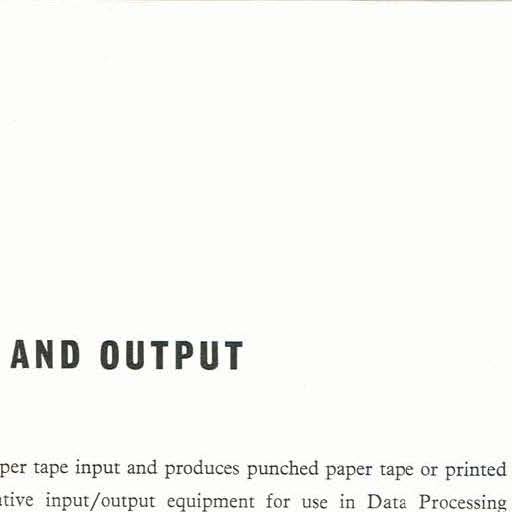 AND OUTPUT
per tape input and produces punched paper tape or printed
tive input/output equipment for use in Data Processing